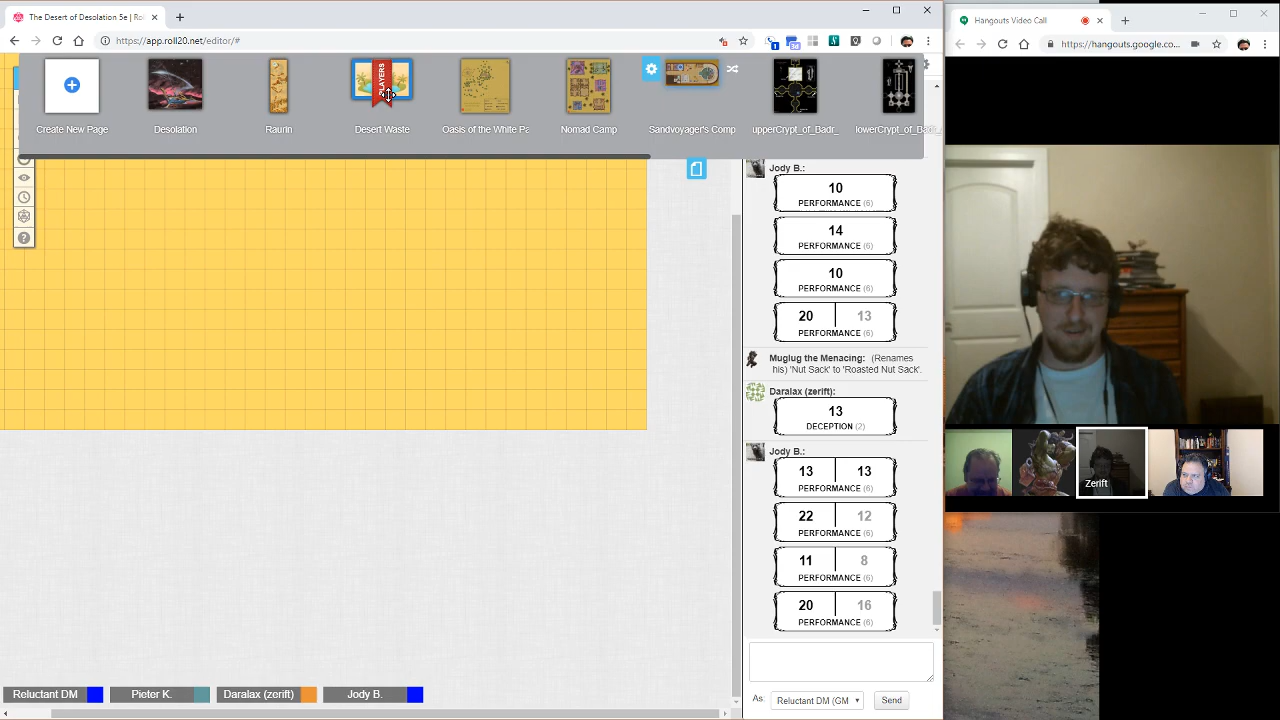 The Desert of Desolation 5e | Rol
https://app.roll20.net/editor/#
Hangouts Video Call
https://hangouts.google.co...
PLAYERS
Create New Page
Desolation
Raurin
Desert Waste
Oasis of the White Pa
Nomad Camp
Sandvoyager's Comp
upperCrypt_of_Badr_
lowerCrypt_of_Badr_
Jody B.:
10
PERFORMANCE (6)
14
PERFORMANCE (6)
10
PERFORMANCE (6)
20 13
PERFORMANCE (6)
Muglug the Menacing: (Renames
his) 'Nut Sack' to 'Roasted Nut Sack'.
Daralax (zerift):
13
DECEPTION (2)
Jody B.:
13 13
PERFORMANCE (6)
22 12
PERFORMANCE (6)
11 8
PERFORMANCE (6)
20 16
PERFORMANCE (6)
Zerift
As:
Reluctant DM (GM
Send
Reluctant DM
Pieter K.
Daralax (zerift)
Jody B.